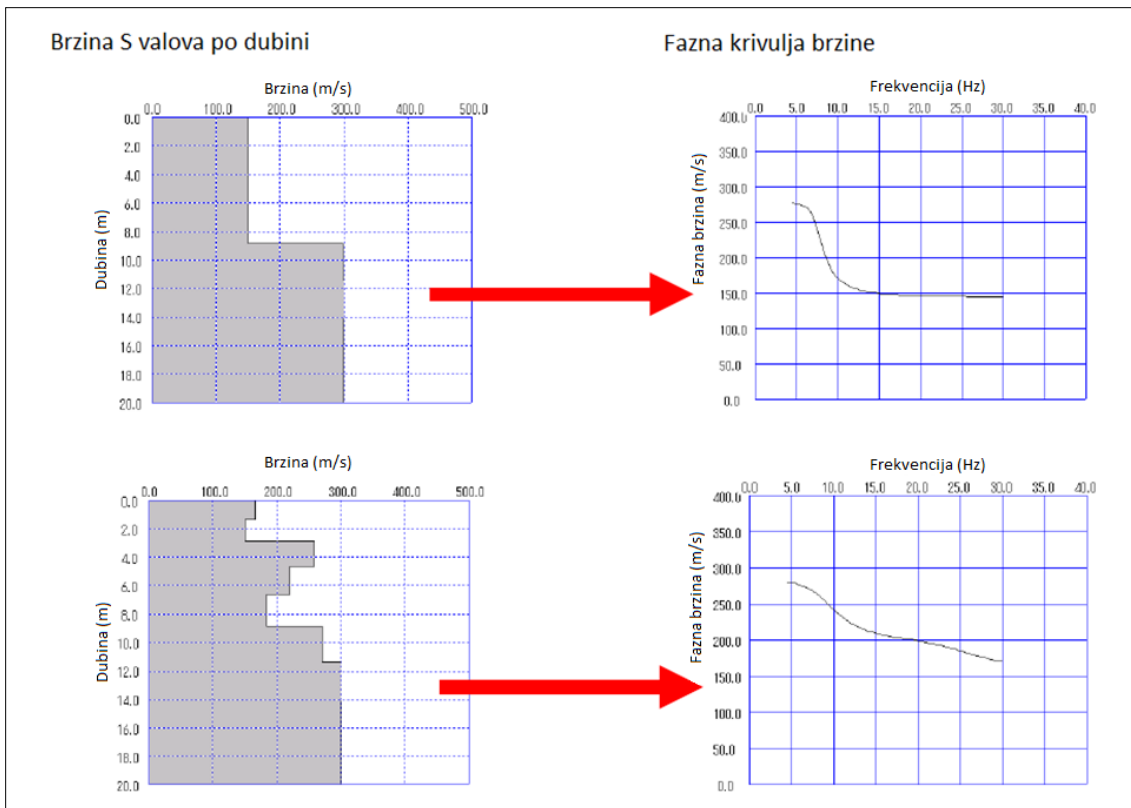 Brzina S valova po dubini
Fazna krivulja brzine
Brzina (m/s)
0.0 100.0 200.0 300.0 400.0 500.0
Dubina (m)
0.0
2.0
4.0
6.0
8.0
10.0
12.0
14.0
16.0
18.0
20.0
Frekvencija (Hz)
0.0 5.0 10.0 15.0 20.0 25.0 30.0 35.0 40.0
Fazna brzina (m/s)
400.0
350.0
300.0
250.0
200.0
150.0
100.0
50.0
0.0
Brzina (m/s)
0.0 100.0 200.0 300.0 400.0 500.0
Dubina (m)
0.0
2.0
4.0
6.0
8.0
10.0
12.0
14.0
16.0
18.0
20.0
Frekvencija (Hz)
0.0 5.0 10.0 15.0 20.0 25.0 30.0 35.0 40.0
Fazna brzina (m/s)
400.0
350.0
300.0
250.0
200.0
150.0
100.0
50.0
0.0